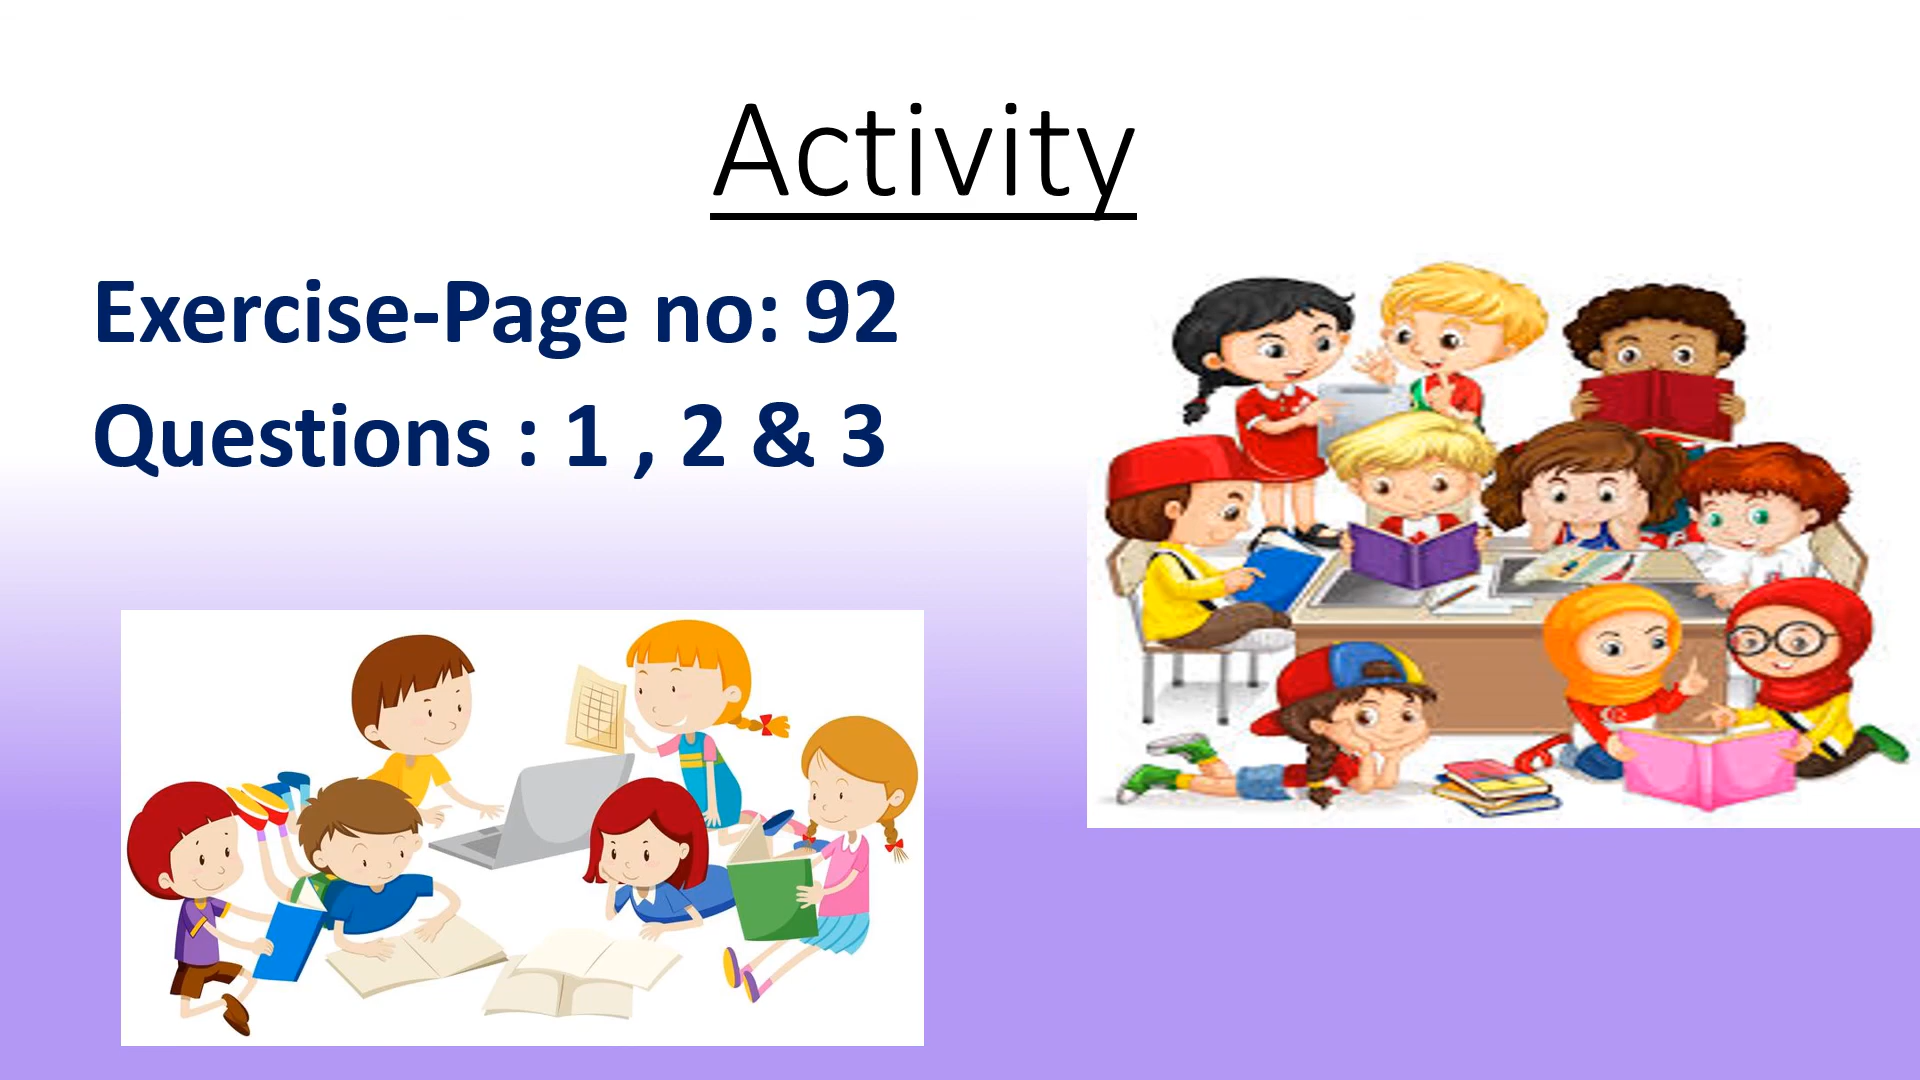 Activity
Exercise-Page no: 92
Questions : 1 , 2 & 3